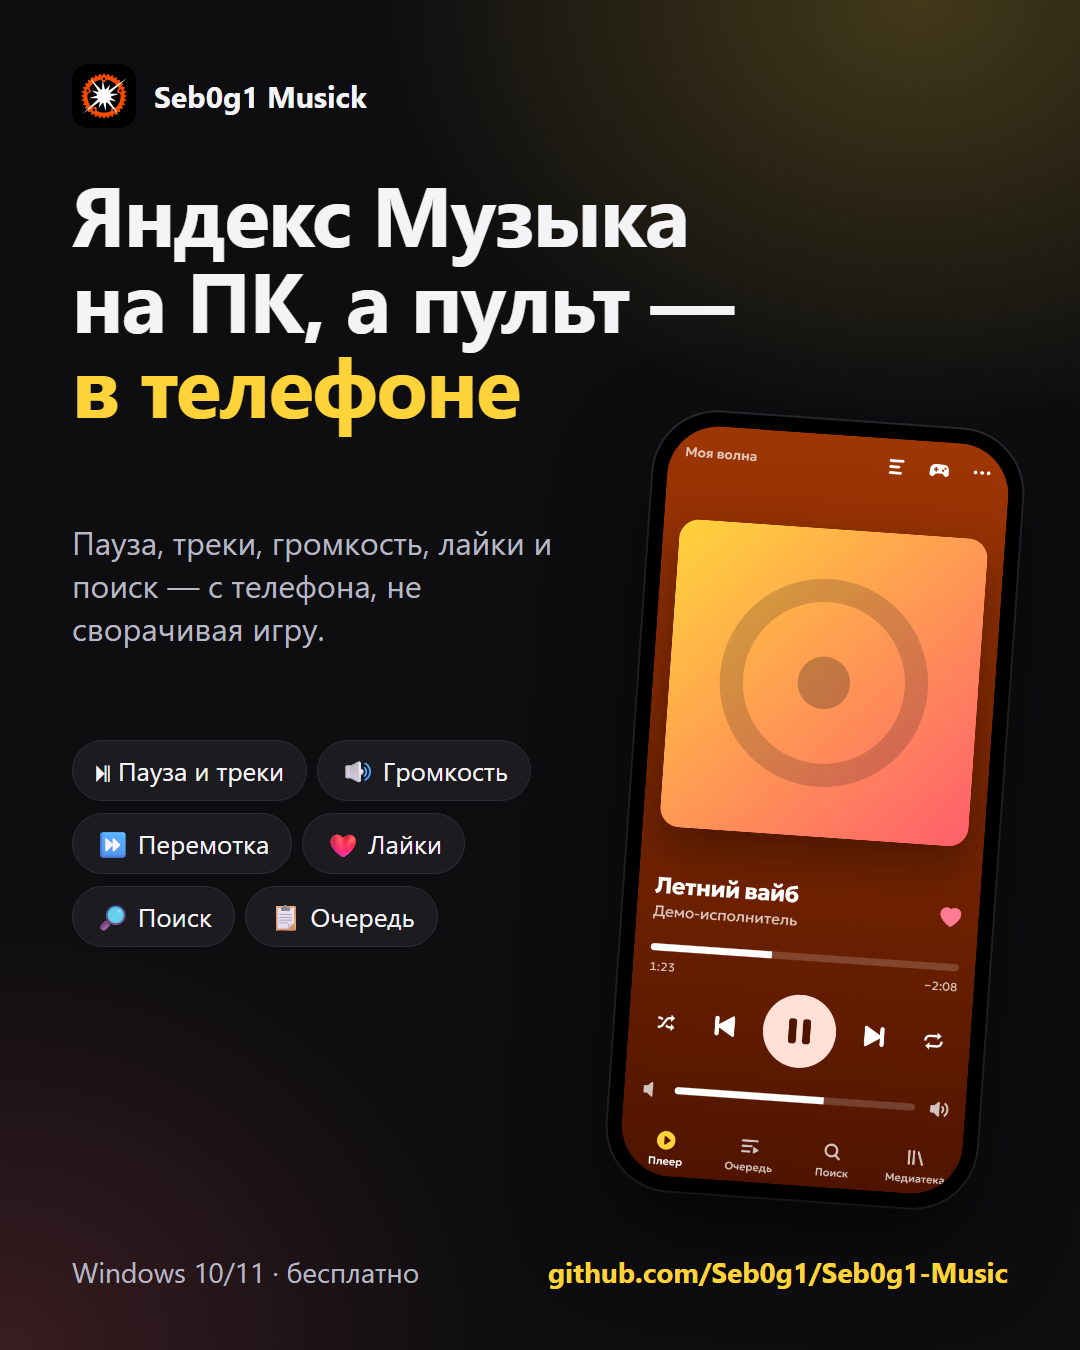 Seb0g1 Musick
Яндекс Музыка
на ПК, а пульт —
в телефоне
Пауза, треки, громкость, лайки и
поиск — с телефона, не
сворачивая игру.
Пауза и треки
Громкость
Перемотка
Лайки
Поиск
Очередь
Моя волна
Летний вайб
Демо-исполнитель
1:23
−2:08
Плеер
Очередь
Поиск
Медиатека
Windows 10/11 · бесплатно
github.com/Seb0g1/Seb0g1-Music